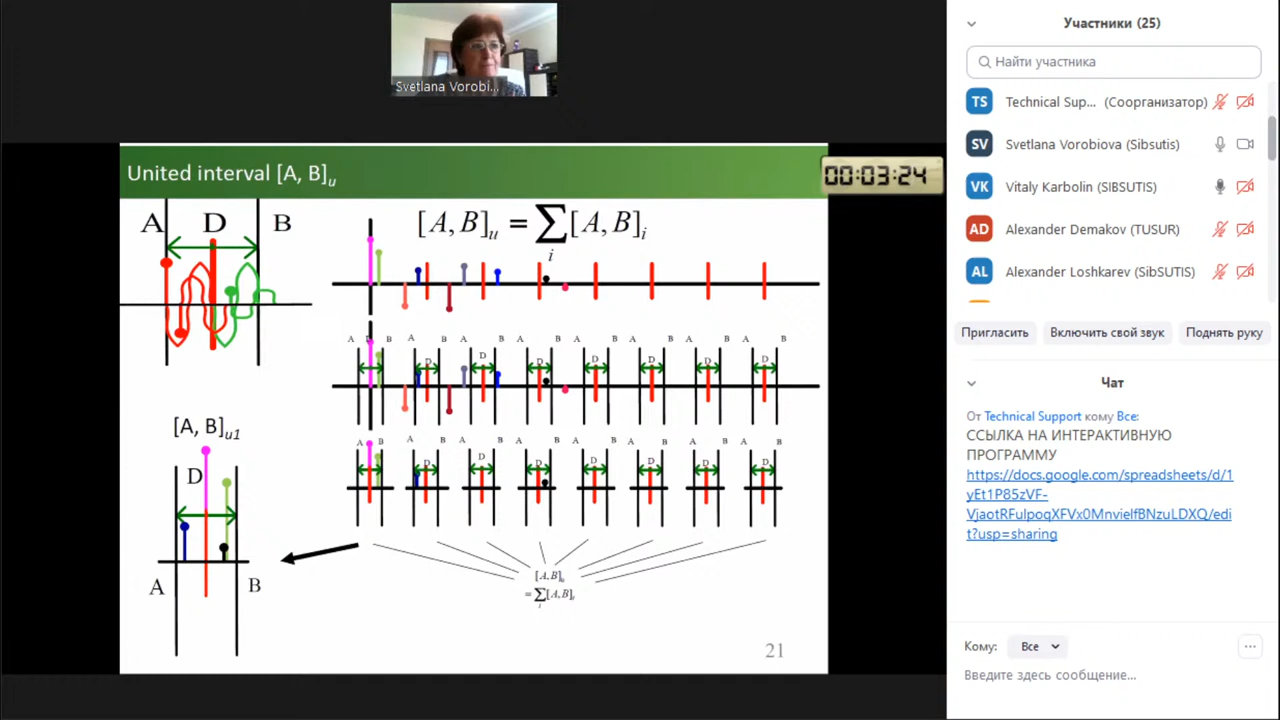 Svetlana Vorobi...
United interval [A, B]u
00:03:24
A D B
[A, B]u = ∑ [A, B]i
i
A D B A B A B A B A B A B A B A B
D D D D D D D
[A, B]u1
A B A B A B A B A B A B A B A B
D D D D D D D
D
A B
[A, B]u
= ∑ [A, B]i
i
21
Участники (25)
Найти участника
TS Technical Sup... (Соорганизатор)
SV Svetlana Vorobiova (Sibsutis)
VK Vitaly Karbolin (SIBSUTIS)
AD Alexander Demakov (TUSUR)
AL Alexander Loshkarev (SibSUTIS)
Пригласить Включить свой звук Поднять руку
Чат
От Technical Support кому Все:
ССЫЛКА НА ИНТЕРАКТИВНУЮ
ПРОГРАММУ
https://docs.google.com/spreadsheets/d/1
yEt1P85zVF-
VjaotRFulpoqXFVx0MnvielfBNzuLDXQ/edi
t?usp=sharing
Кому: Все
Введите здесь сообщение...